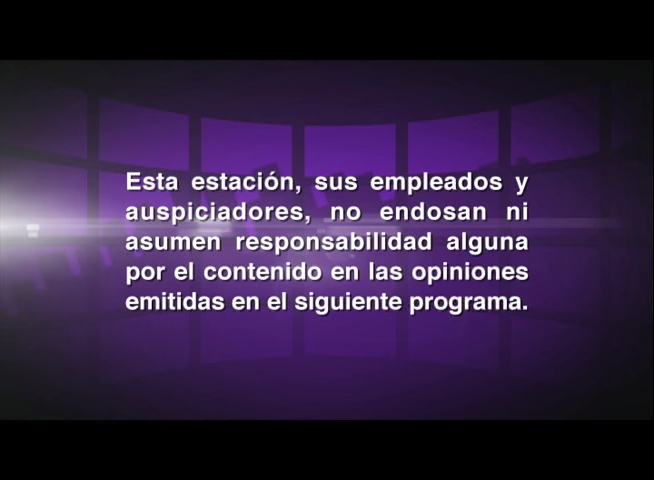 Esta estación, sus empleados y
auspiciadores, no endosan ni
asumen responsabilidad alguna
por el contenido en las opiniones
emitidas en el siguiente programa.